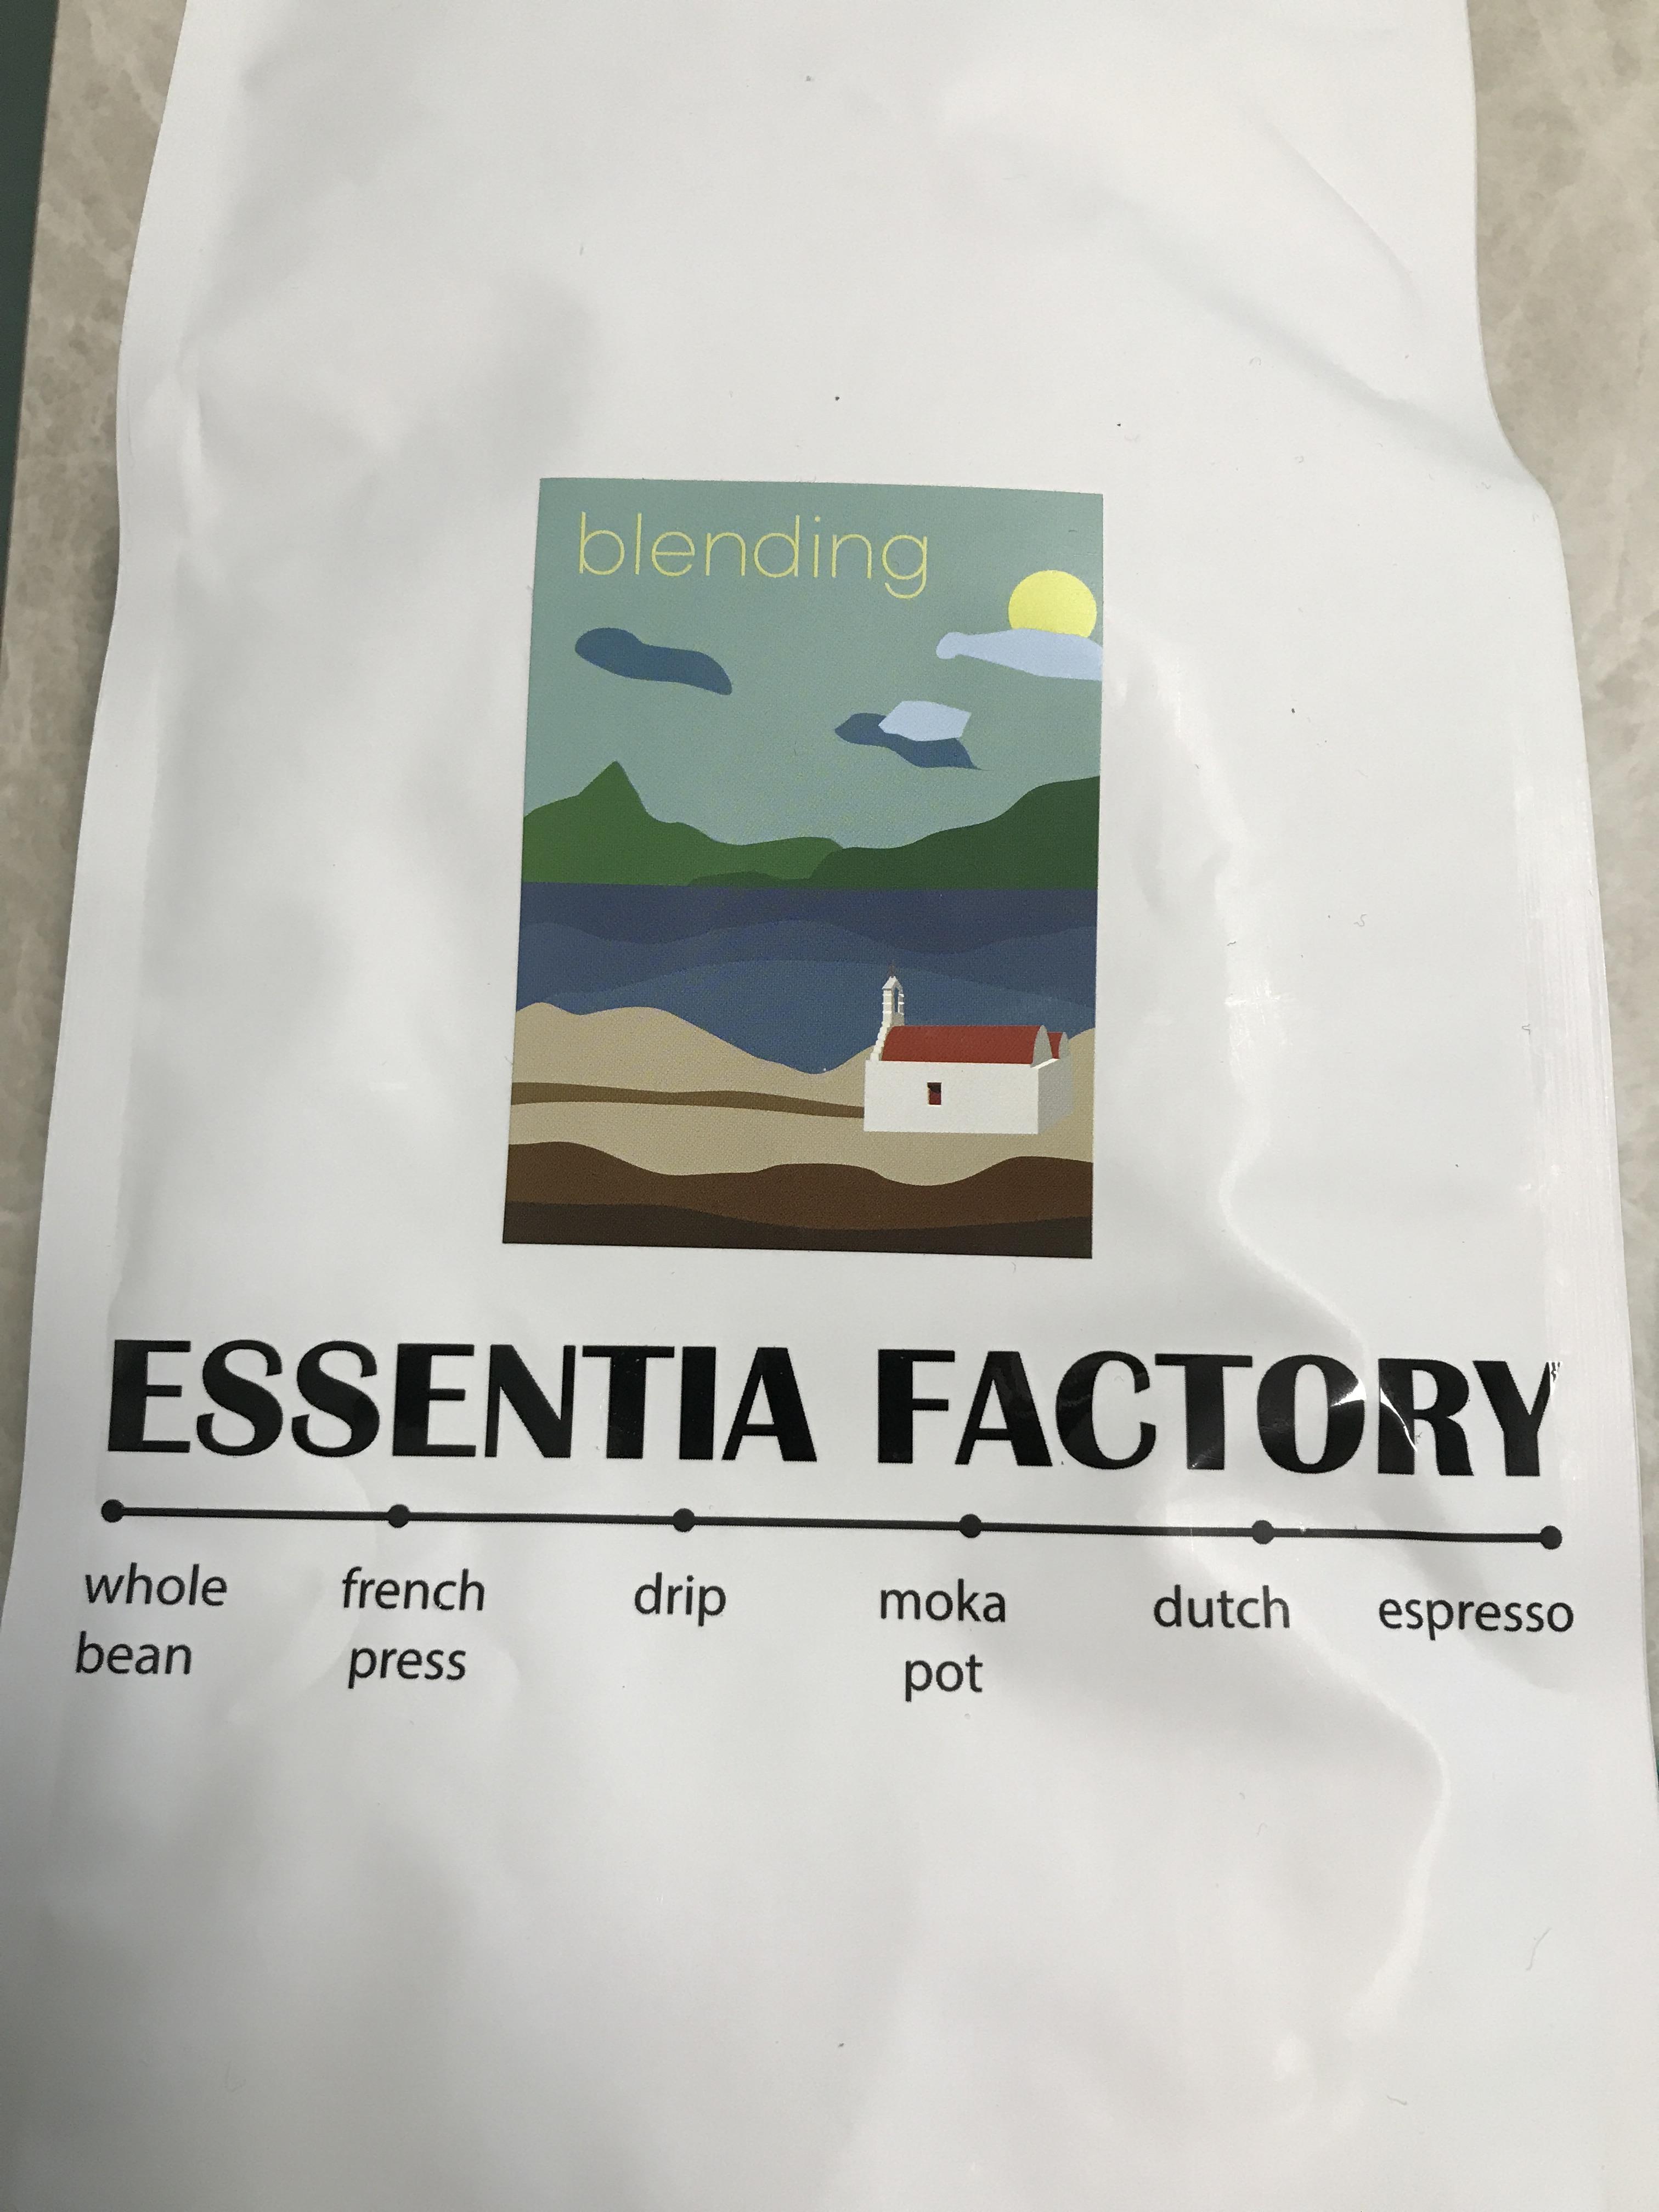 blending
ESSENTIA FACTORY
whole french drip moka dutch espresso
bean press pot